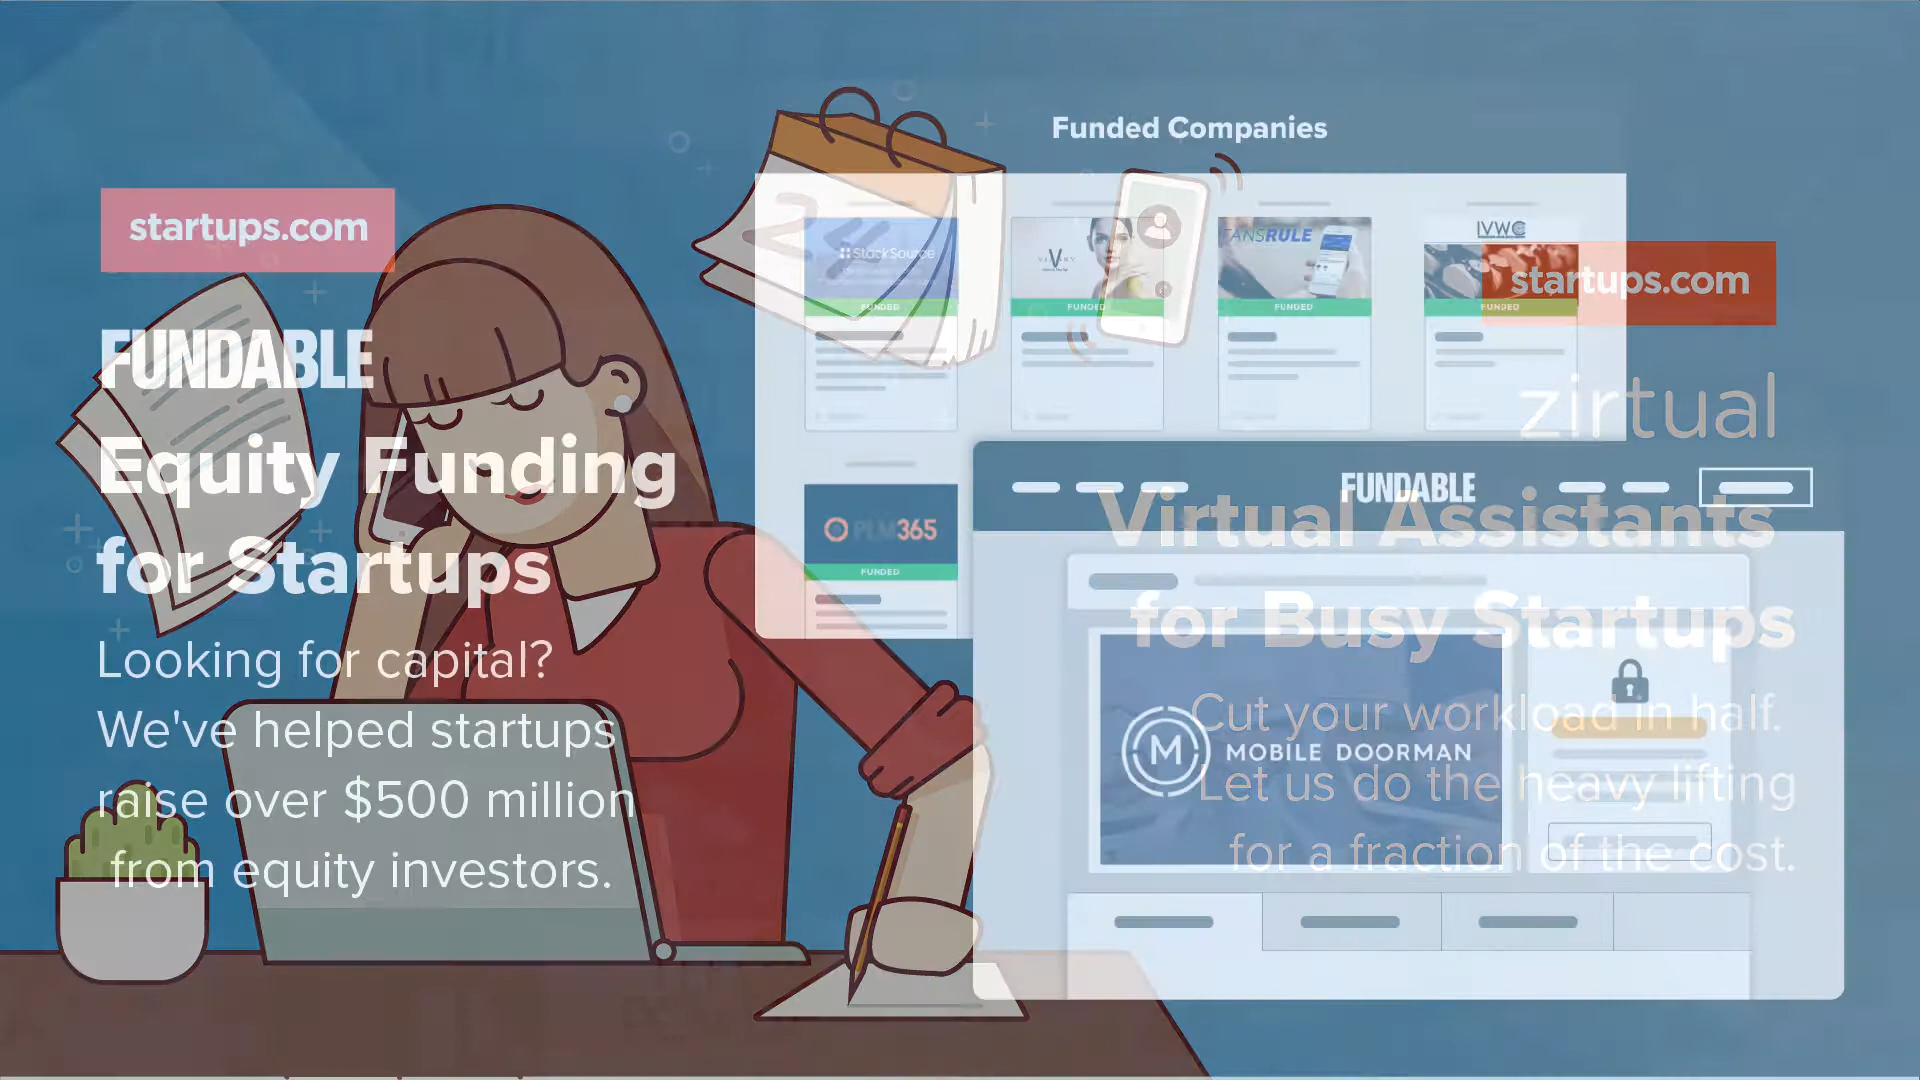 startups.com
FUNDABLE
Equity Funding
for Startups
Looking for capital?
We've helped startups
raise over $500 million
from equity investors.
Funded Companies
24
StackSource
FUNDED
V
FUNDED
TANSRULE
FUNDED
IVWC
FUNDED
PLM365
FUNDED
FUNDABLE
M MOBILE DOORMAN
startups.com
zirtual
Virtual Assistants
for Busy Startups
Cut your workload in half.
Let us do the heavy lifting
for a fraction of the cost.